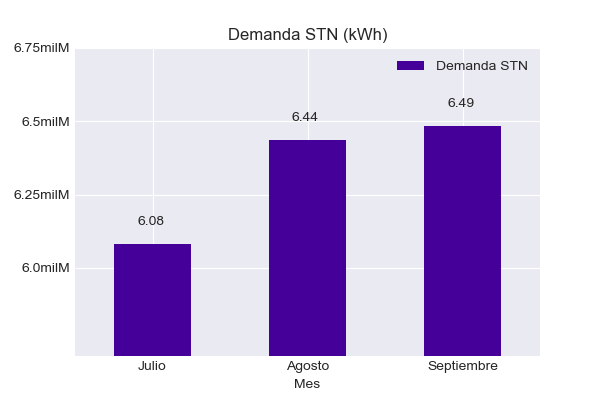 Demanda STN (kWh)
6.75milM
6.5milM
6.25milM
6.0milM
Demanda STN
6.08
6.44
6.49
Julio
Agosto
Septiembre
Mes